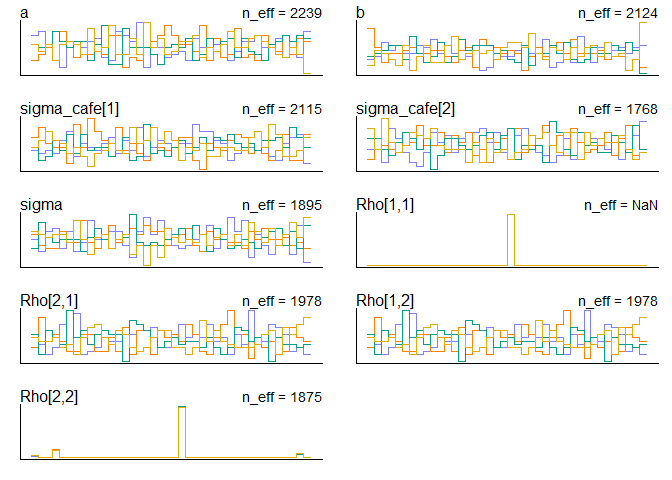 a n_eff = 2239
b n_eff = 2124
sigma_cafe[1] n_eff = 2115
sigma_cafe[2] n_eff = 1768
sigma n_eff = 1895
Rho[1,1] n_eff = NaN
Rho[2,1] n_eff = 1978
Rho[1,2] n_eff = 1978
Rho[2,2] n_eff = 1875